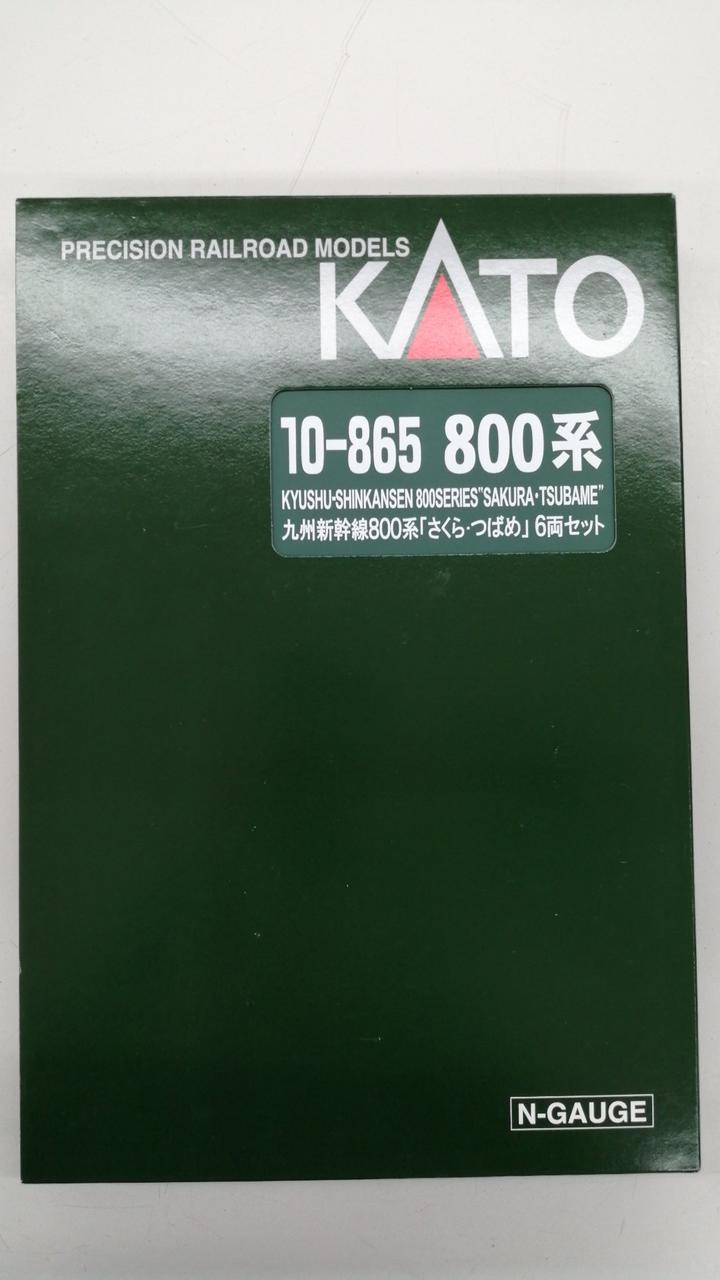 PRECISION RAILROAD MODELS
KATO
10-865 800系
KYUSHU-SHINKANSEN 800SERIES"SAKURA・TSUBAME"
九州新幹線800系「さくら・つばめ」6両セット
N-GAUGE